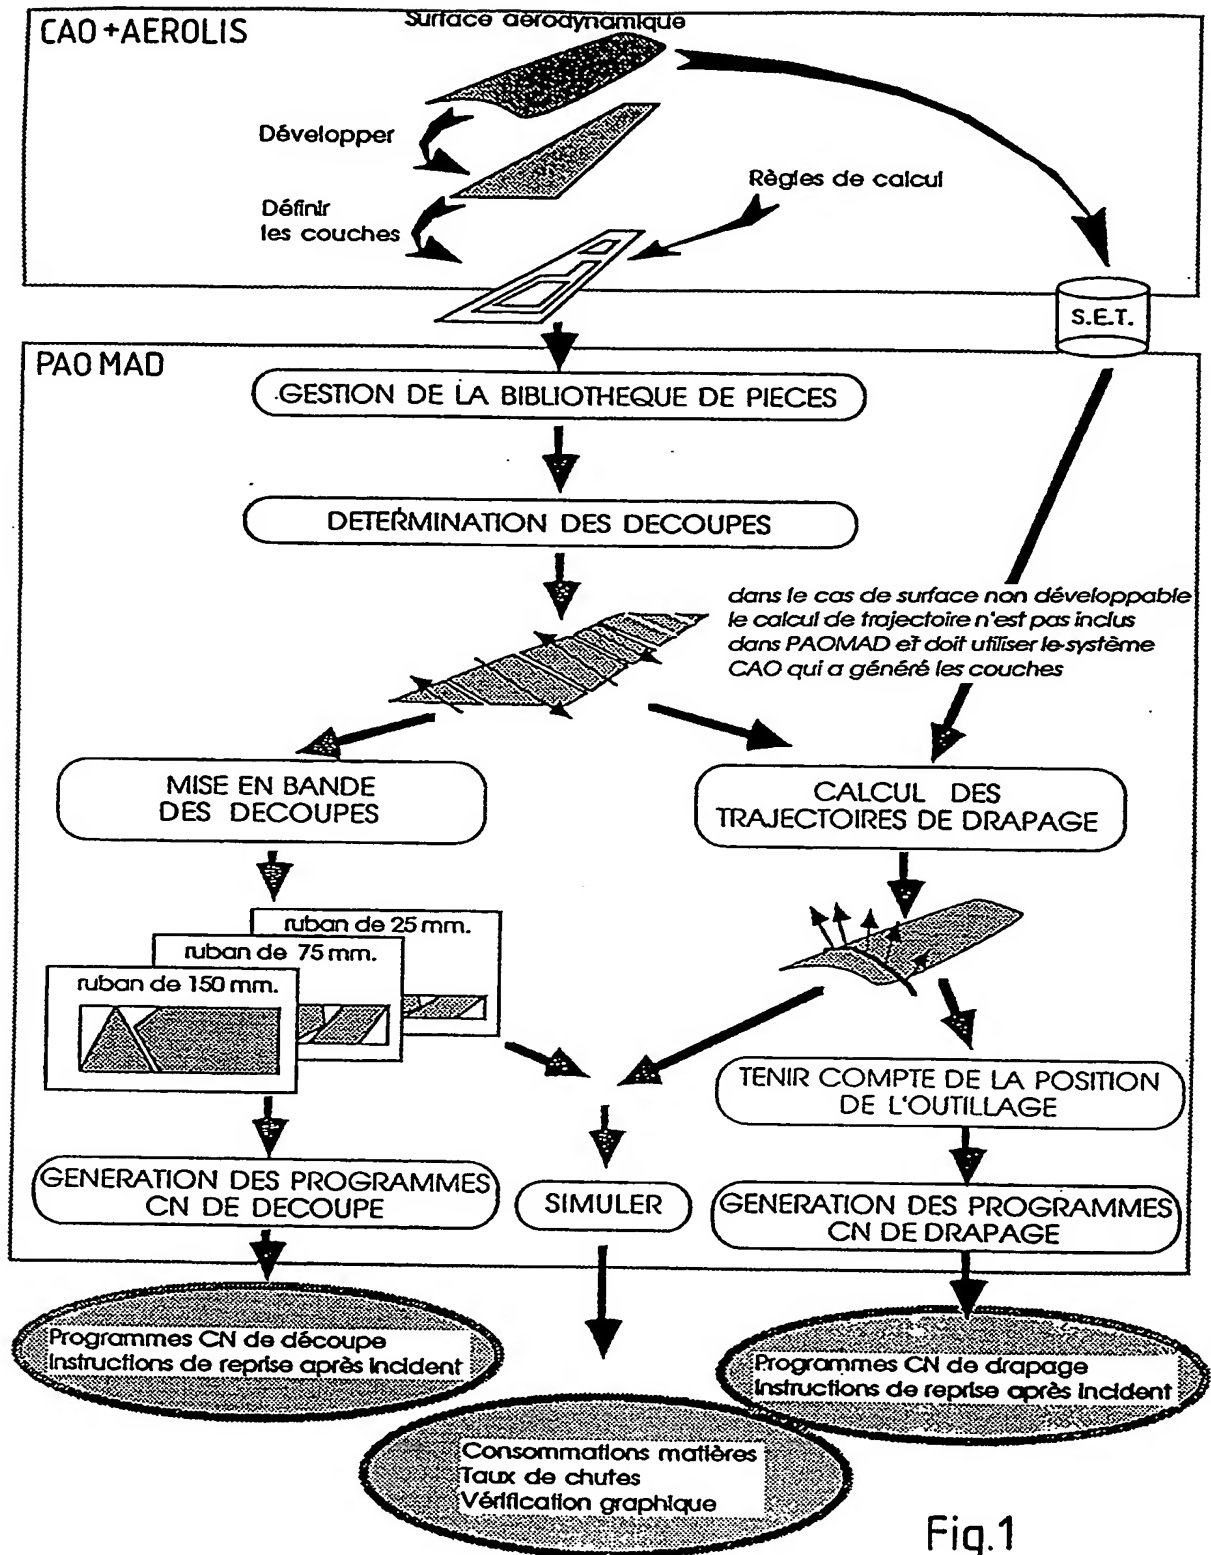 CAO+AEROLIS
Surface aérodynamique
Développer
Définir
les couches
Règles de calcul
S.E.T.
PAO MAD
GESTION DE LA BIBLIOTHEQUE DE PIECES
DETERMINATION DES DECOUPES
dans le cas de surface non développable
le calcul de trajectoire n'est pas inclus
dans PAOMAD et doit utiliser le système
CAO qui a généré les couches
MISE EN BANDE
DES DECOUPES
CALCUL DES
TRAJECTOIRES DE DRAPAGE
ruban de 25 mm.
ruban de 75 mm.
ruban de 150 mm.
TENIR COMPTE DE LA POSITION
DE L'OUTILLAGE
GENERATION DES PROGRAMMES
CN DE DECOUPE
SIMULER
GENERATION DES PROGRAMMES
CN DE DRAPAGE
Programmes CN de découpe
Instructions de reprise après incident
Programmes CN de drapage
Instructions de reprise après incident
Consommations matières
Taux de chutes
Vérification graphique
Fig.1